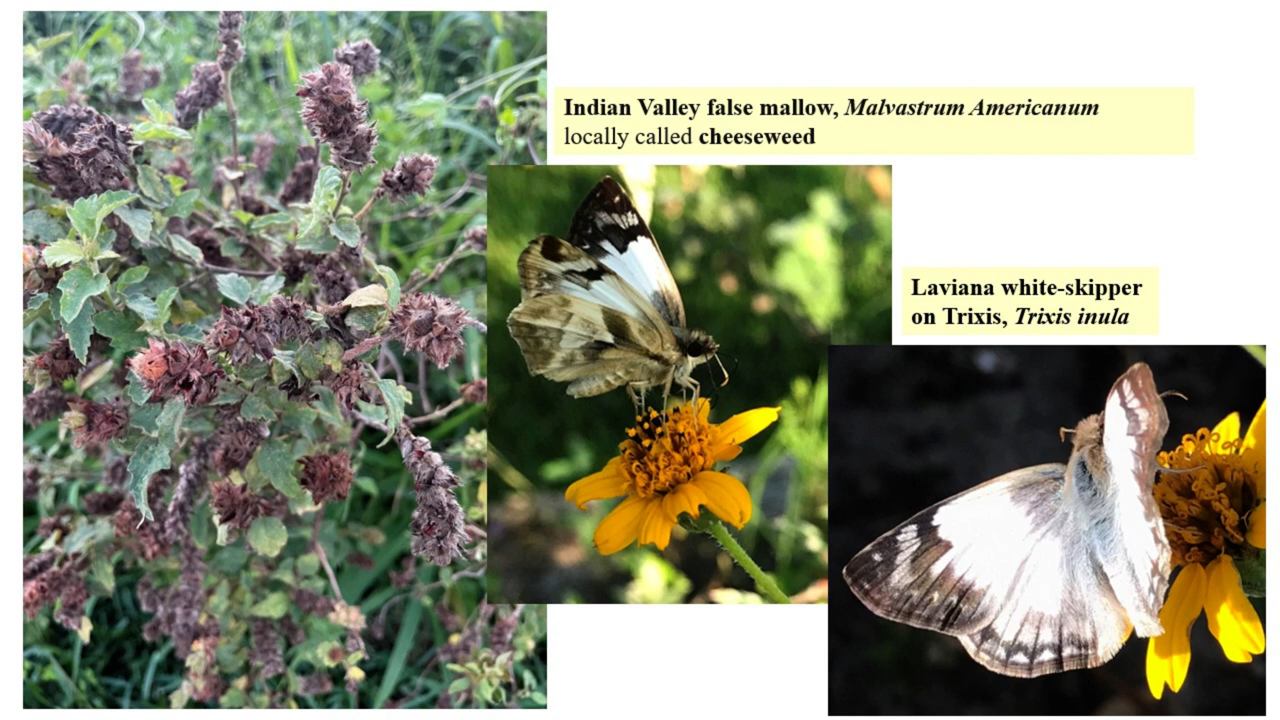 Indian Valley false mallow, Malvastrum Americanum
locally called cheeseweed
Laviana white-skipper
on Trixis, Trixis inula